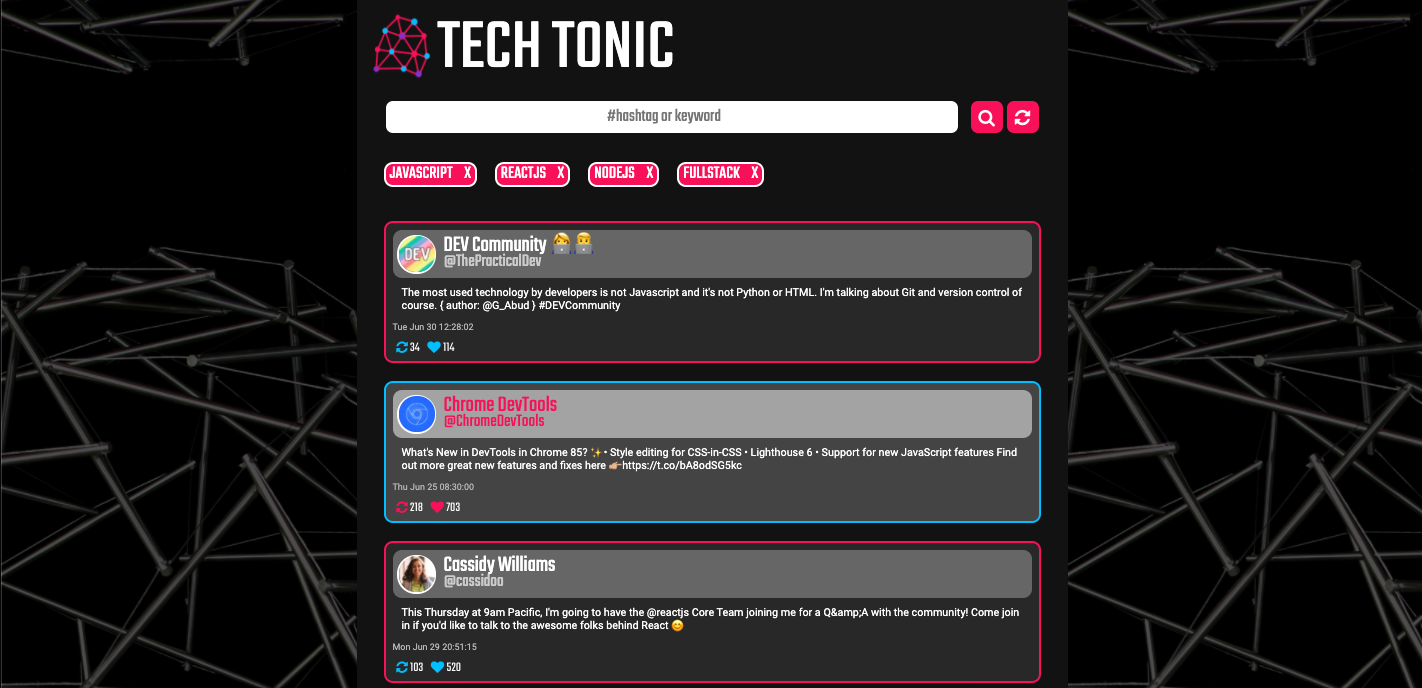 TECH TONIC
#hashtag or keyword
JAVASCRIPT X REACTJS X NODEJS X FULLSTACK X
DEV
DEV Community 👩‍💻👨‍💻
@ThePracticalDev
The most used technology by developers is not Javascript and it's not Python or HTML. I'm talking about Git and version control of
course. { author: @G_Abud } #DEVCommunity
Tue Jun 30 12:28:02
34 114
Chrome DevTools
@ChromeDevTools
What's New in DevTools in Chrome 85? ✨ • Style editing for CSS-in-CSS • Lighthouse 6 • Support for new JavaScript features Find
out more great new features and fixes here 👉🏼https://t.co/bA8odSG5kc
Thu Jun 25 08:30:00
218 703
Cassidy Williams
@cassidoo
This Thursday at 9am Pacific, I'm going to have the @reactjs Core Team joining me for a Q&amp;A with the community! Come join
in if you'd like to talk to the awesome folks behind React 😊
Mon Jun 29 20:51:15
103 520